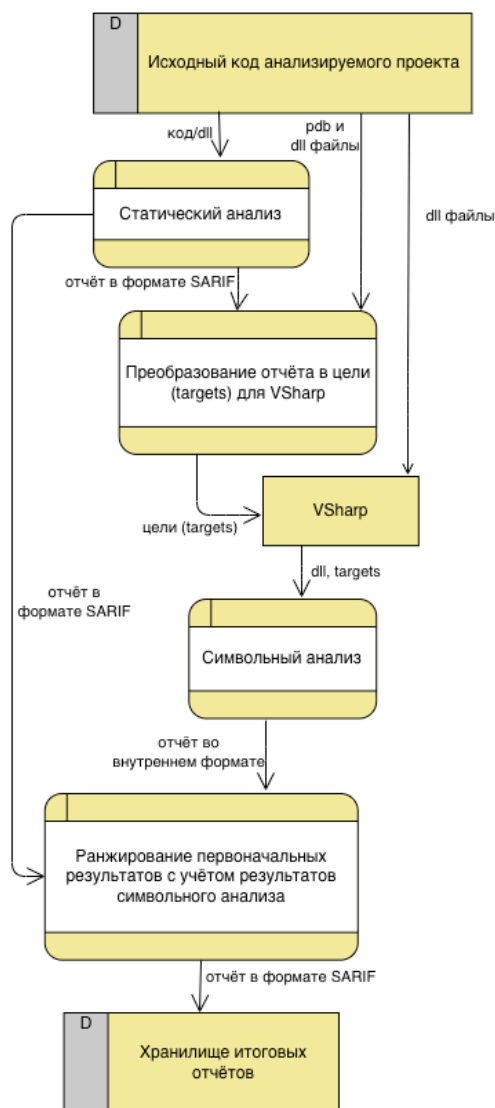 D
Исходный код анализируемого проекта
код/dll
pdb и
dll файлы
dll файлы
Статический анализ
отчёт в формате SARIF
Преобразование отчёта в цели
(targets) для VSharp
VSharp
цели (targets)
dll, targets
отчёт в
формате SARIF
Символьный анализ
отчёт во
внутреннем формате
Ранжирование первоначальных
результатов с учётом результатов
символьного анализа
отчёт в формате SARIF
D
Хранилище итоговых
отчётов